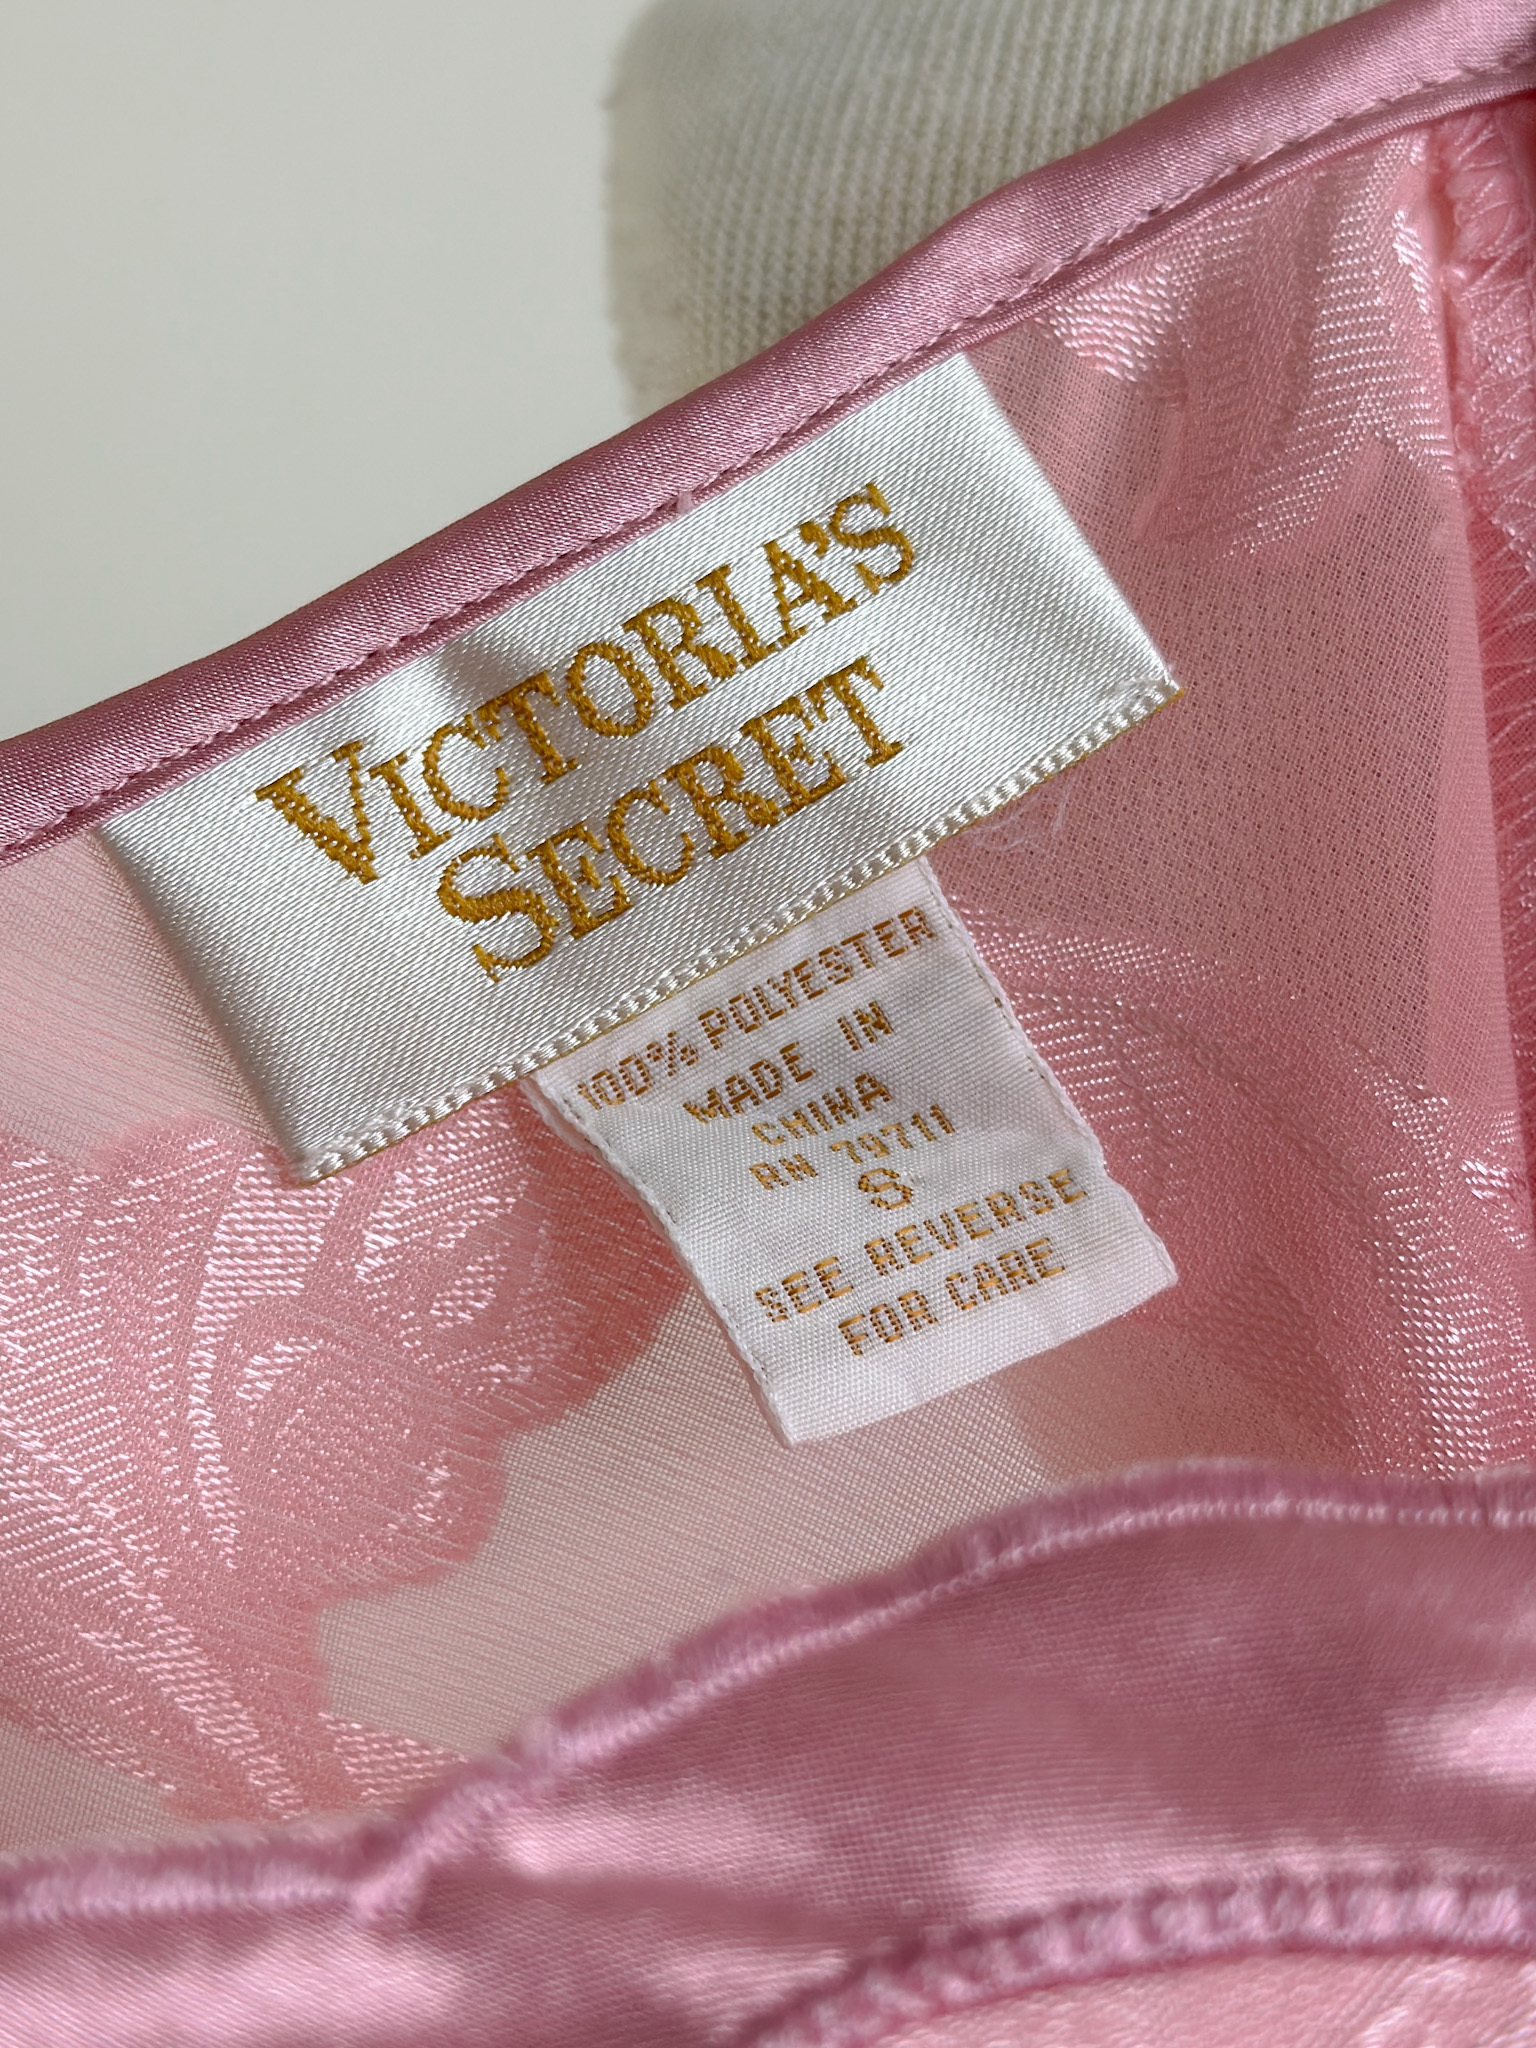 VICTORIA'S
SECRET
100% POLYESTER
MADE IN
CHINA
RN 79711
S
SEE REVERSE
FOR CARE